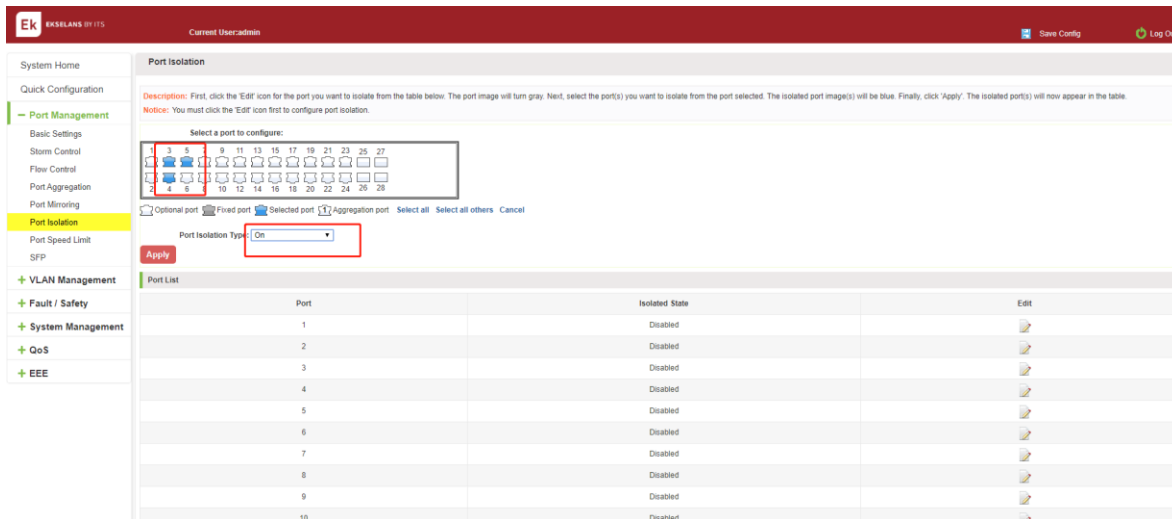 Ek EKSELANS BY ITS
Current User:admin
Save Config
Log Ou
System Home
Quick Configuration
Port Management
Basic Settings
Storm Control
Flow Control
Port Aggregation
Port Mirroring
Port Isolation
Port Speed Limit
SFP
VLAN Management
Fault / Safety
System Management
QoS
EEE
Port Isolation
Description: First, click the 'Edit' icon for the port you want to isolate from the table below. The port image will turn gray. Next, select the port(s) you want to isolate from the port selected. The isolated port image(s) will be blue. Finally, click 'Apply'. The isolated port(s) will now appear in the table.
Notice: You must click the 'Edit' icon first to configure port isolation.
Select a port to configure:
1 3 5 7 9 11 13 15 17 19 21 23 25 27
2 4 6 8 10 12 14 16 18 20 22 24 26 28
Optional port Fixed port Selected port 1 Aggregation port Select all Select all others Cancel
Port Isolation Type: On
Apply
Port List
Port Isolated State Edit
1 Disabled
2 Disabled
3 Disabled
4 Disabled
5 Disabled
6 Disabled
7 Disabled
8 Disabled
9 Disabled
10 Disabled